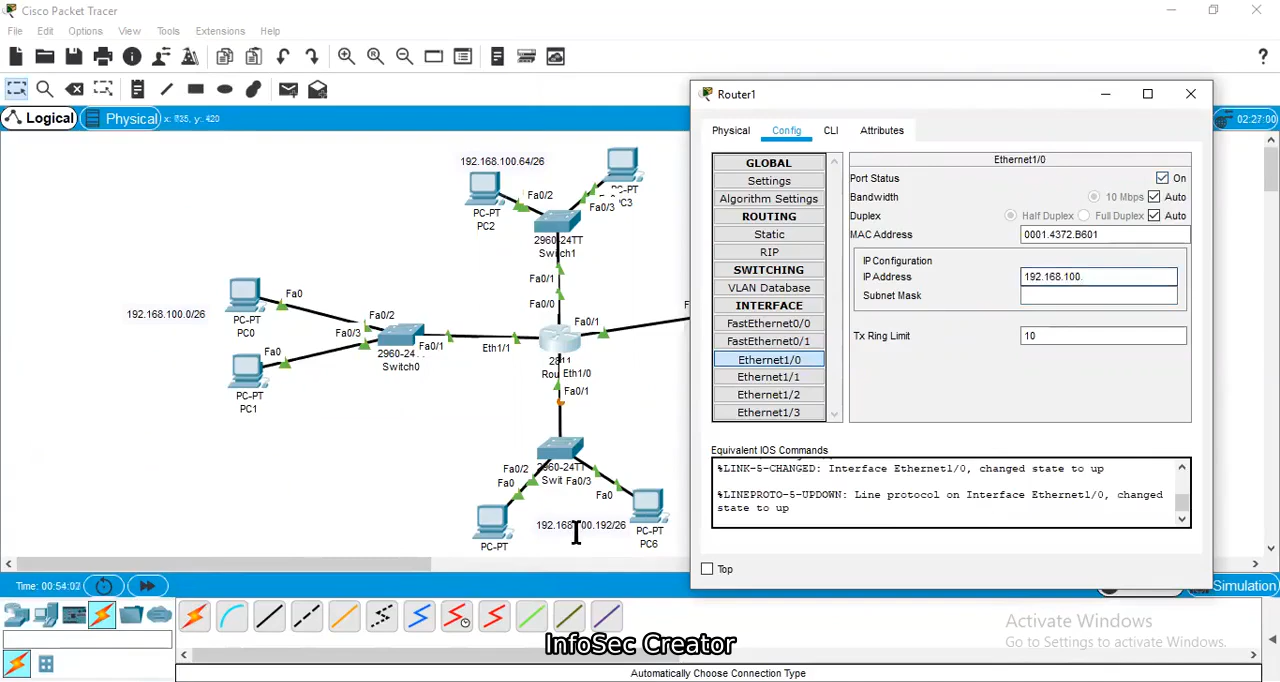 Cisco Packet Tracer
File Edit Options View Tools Extensions Help
Logical Physical x: 835, y: 420
02:27:00
192.168.100.64/26
Fa0/2
PC-PT
PC2
Fa0/3
PC3
2960-24TT
Switch1
Fa0/1
Fa0/0
192.168.100.0/26
Fa0
PC-PT
PC0
Fa0/2
Fa0/3
Fa0/1
2960-24
Switch0
Fa0
PC-PT
PC1
Eth1/1
Fa0/1
2811
Rou
Eth1/0
Fa0/1
2960-24TT
Swit
Fa0/2
Fa0
Fa0/3
Fa0
PC-PT
PC-PT
PC6
Router1
Physical Config CLI Attributes
GLOBAL
Settings
Algorithm Settings
ROUTING
Static
RIP
SWITCHING
VLAN Database
INTERFACE
FastEthernet0/0
FastEthernet0/1
Ethernet1/0
Ethernet1/1
Ethernet1/2
Ethernet1/3
Ethernet1/0
Port Status On
Bandwidth 10 Mbps Auto
Duplex Half Duplex Full Duplex Auto
MAC Address 0001.4372.B601
IP Configuration
IP Address 192.168.100.
Subnet Mask
Tx Ring Limit 10
Equivalent IOS Commands
%LINK-5-CHANGED: Interface Ethernet1/0, changed state to up
%LINEPROTO-5-UPDOWN: Line protocol on Interface Ethernet1/0, changed
state to up
Top
Time: 00:54:02
Simulation
Activate Windows
Go to Settings to activate Windows.
InfoSec Creator
Automatically Choose Connection Type